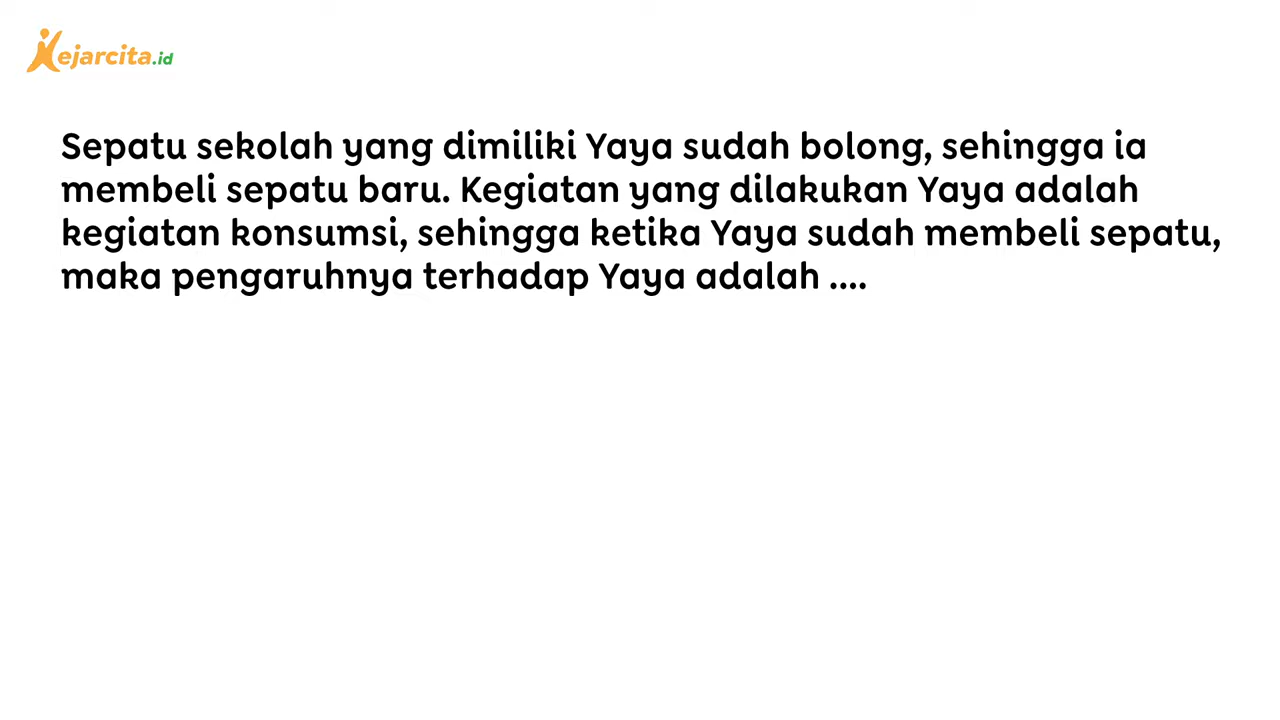 Kejarcita.id
Sepatu sekolah yang dimiliki Yaya sudah bolong, sehingga ia
membeli sepatu baru. Kegiatan yang dilakukan Yaya adalah
kegiatan konsumsi, sehingga ketika Yaya sudah membeli sepatu,
maka pengaruhnya terhadap Yaya adalah ....